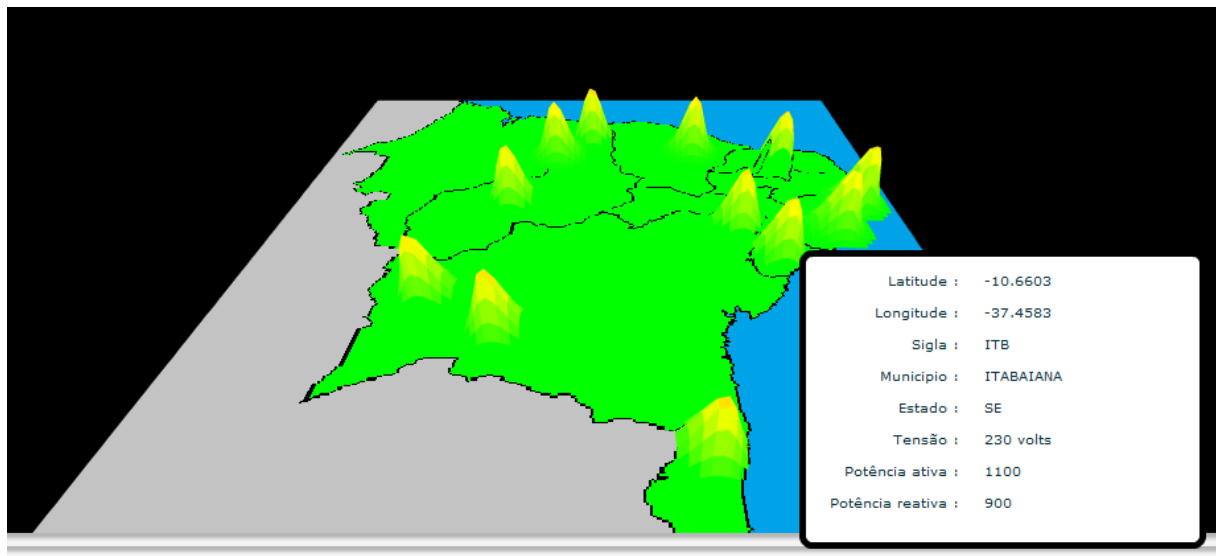 Latitude : -10.6603
Longitude : -37.4583
Sigla : ITB
Município : ITABAIANA
Estado : SE
Tensão : 230 volts
Potência ativa : 1100
Potência reativa : 900